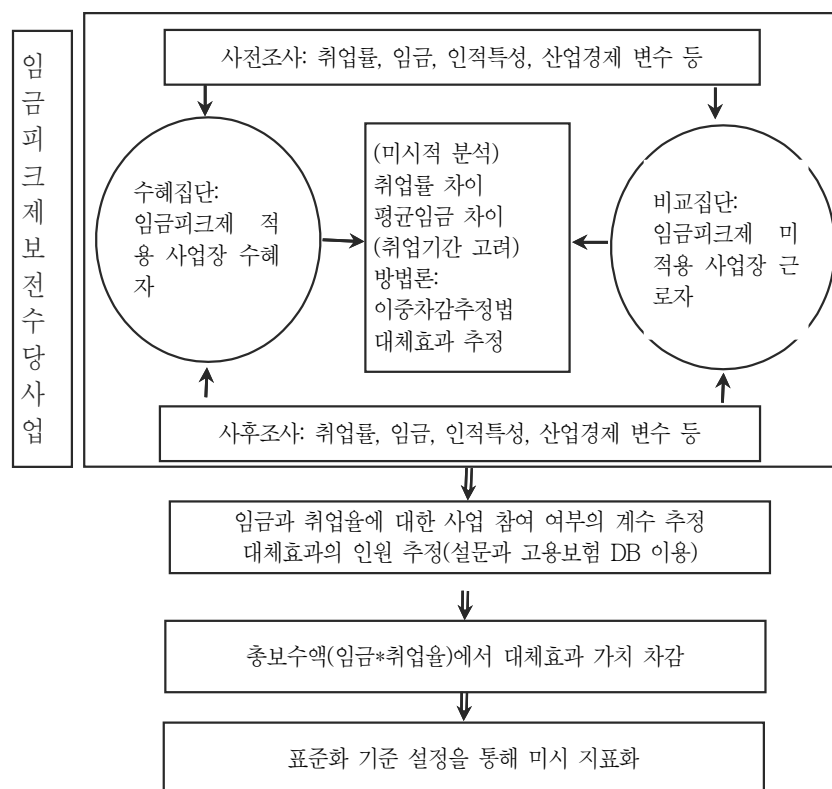 임금피크제보전수당사업
사전조사: 취업률, 임금, 인적특성, 산업경제 변수 등
수혜집단:
임금피크제 적
용 사업장 수혜
자
(미시적 분석)
취업률 차이
평균임금 차이
(취업기간 고려)
방법론:
이중차감추정법
대체효과 추정
비교집단:
임금피크제 미
적용 사업장 근
로자
사후조사: 취업률, 임금, 인적특성, 산업경제 변수 등
임금과 취업율에 대한 사업 참여 여부의 계수 추정
대체효과의 인원 추정(설문과 고용보험 DB 이용)
총보수액(임금*취업율)에서 대체효과 가치 차감
표준화 기준 설정을 통해 미시 지표화